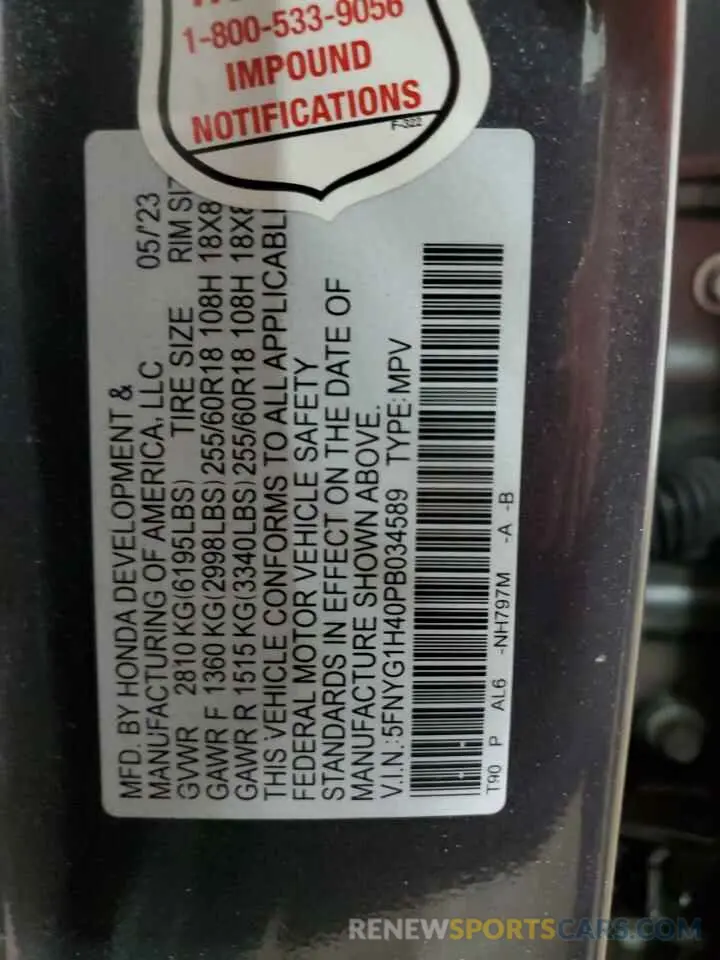 1-800-533-9056
IMPOUND
NOTIFICATIONS
F-322
MFD. BY HONDA DEVELOPMENT &
MANUFACTURING OF AMERICA, LLC 05/'23
GVWR 2810 KG(6195LBS) TIRE SIZE RIM
GAWR F 1360 KG(2998LBS) 255/60R18 108H 18X8
GAWR R 1515 KG(3340LBS) 255/60R18 108H 18X8
THIS VEHICLE CONFORMS TO ALL APPLICABL
FEDERAL MOTOR VEHICLE SAFETY
STANDARDS IN EFFECT ON THE DATE OF
MANUFACTURE SHOWN ABOVE.
V.I.N.: 5FNYG1H40PB034589 TYPE: MPV
T90 P AL6 -NH797M -A -B
RENEWSPORTSCARS.COM